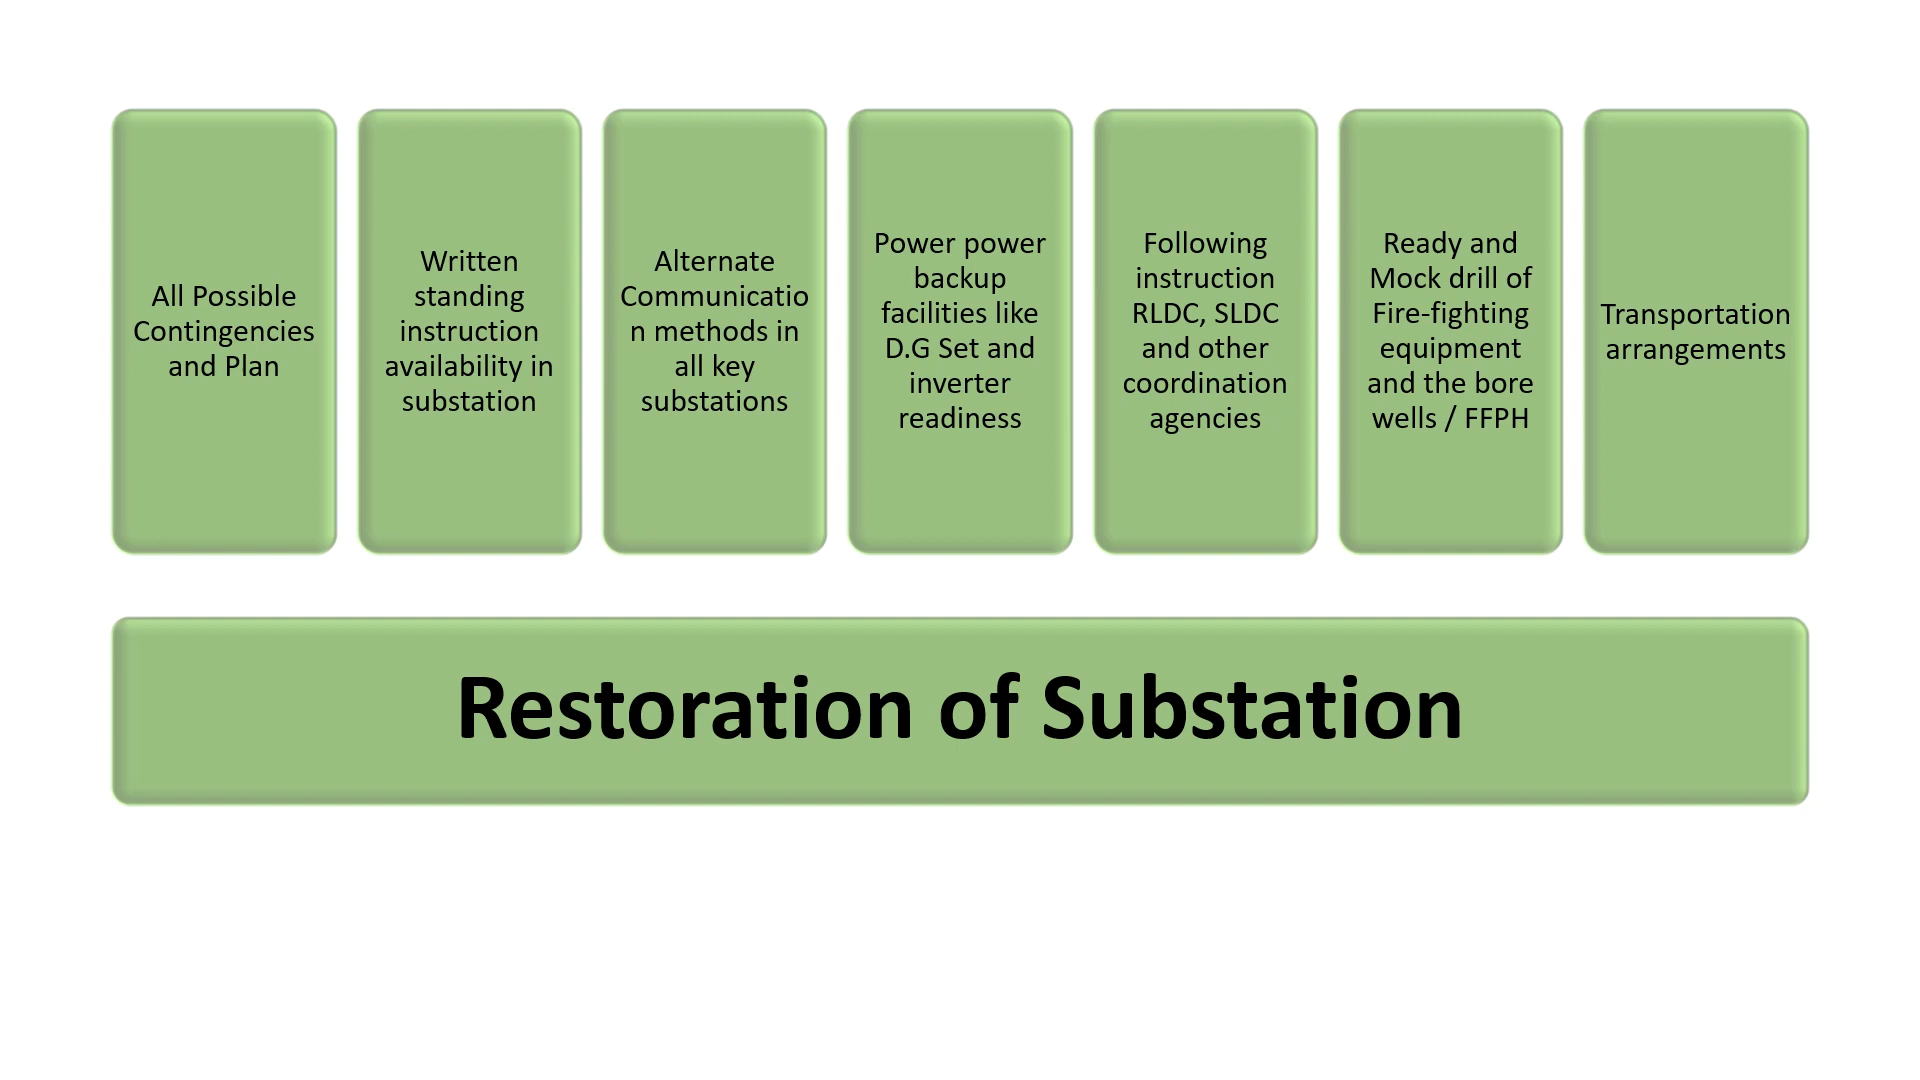 All Possible
Contingencies
and Plan
Written
standing
instruction
availability in
substation
Alternate
Communicatio
n methods in
all key
substations
Power power
backup
facilities like
D.G Set and
inverter
readiness
Following
instruction
RLDC, SLDC
and other
coordination
agencies
Ready and
Mock drill of
Fire-fighting
equipment
and the bore
wells / FFPH
Transportation
arrangements
Restoration of Substation